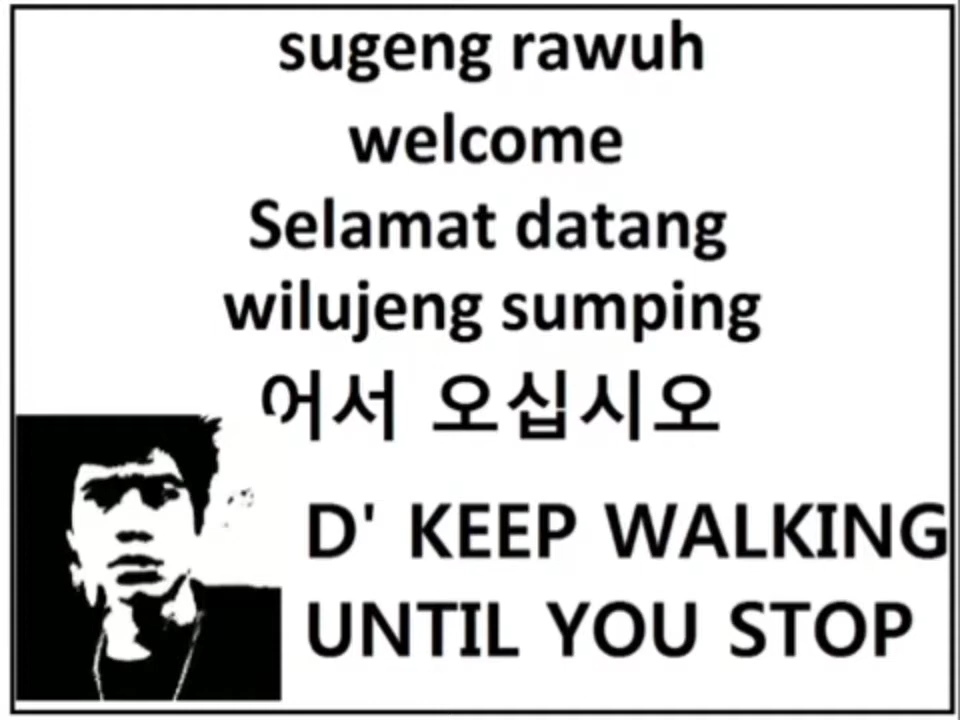 sugeng rawuh
welcome
Selamat datang
wilujeng sumping
어서 오십시오
D' KEEP WALKING
UNTIL YOU STOP